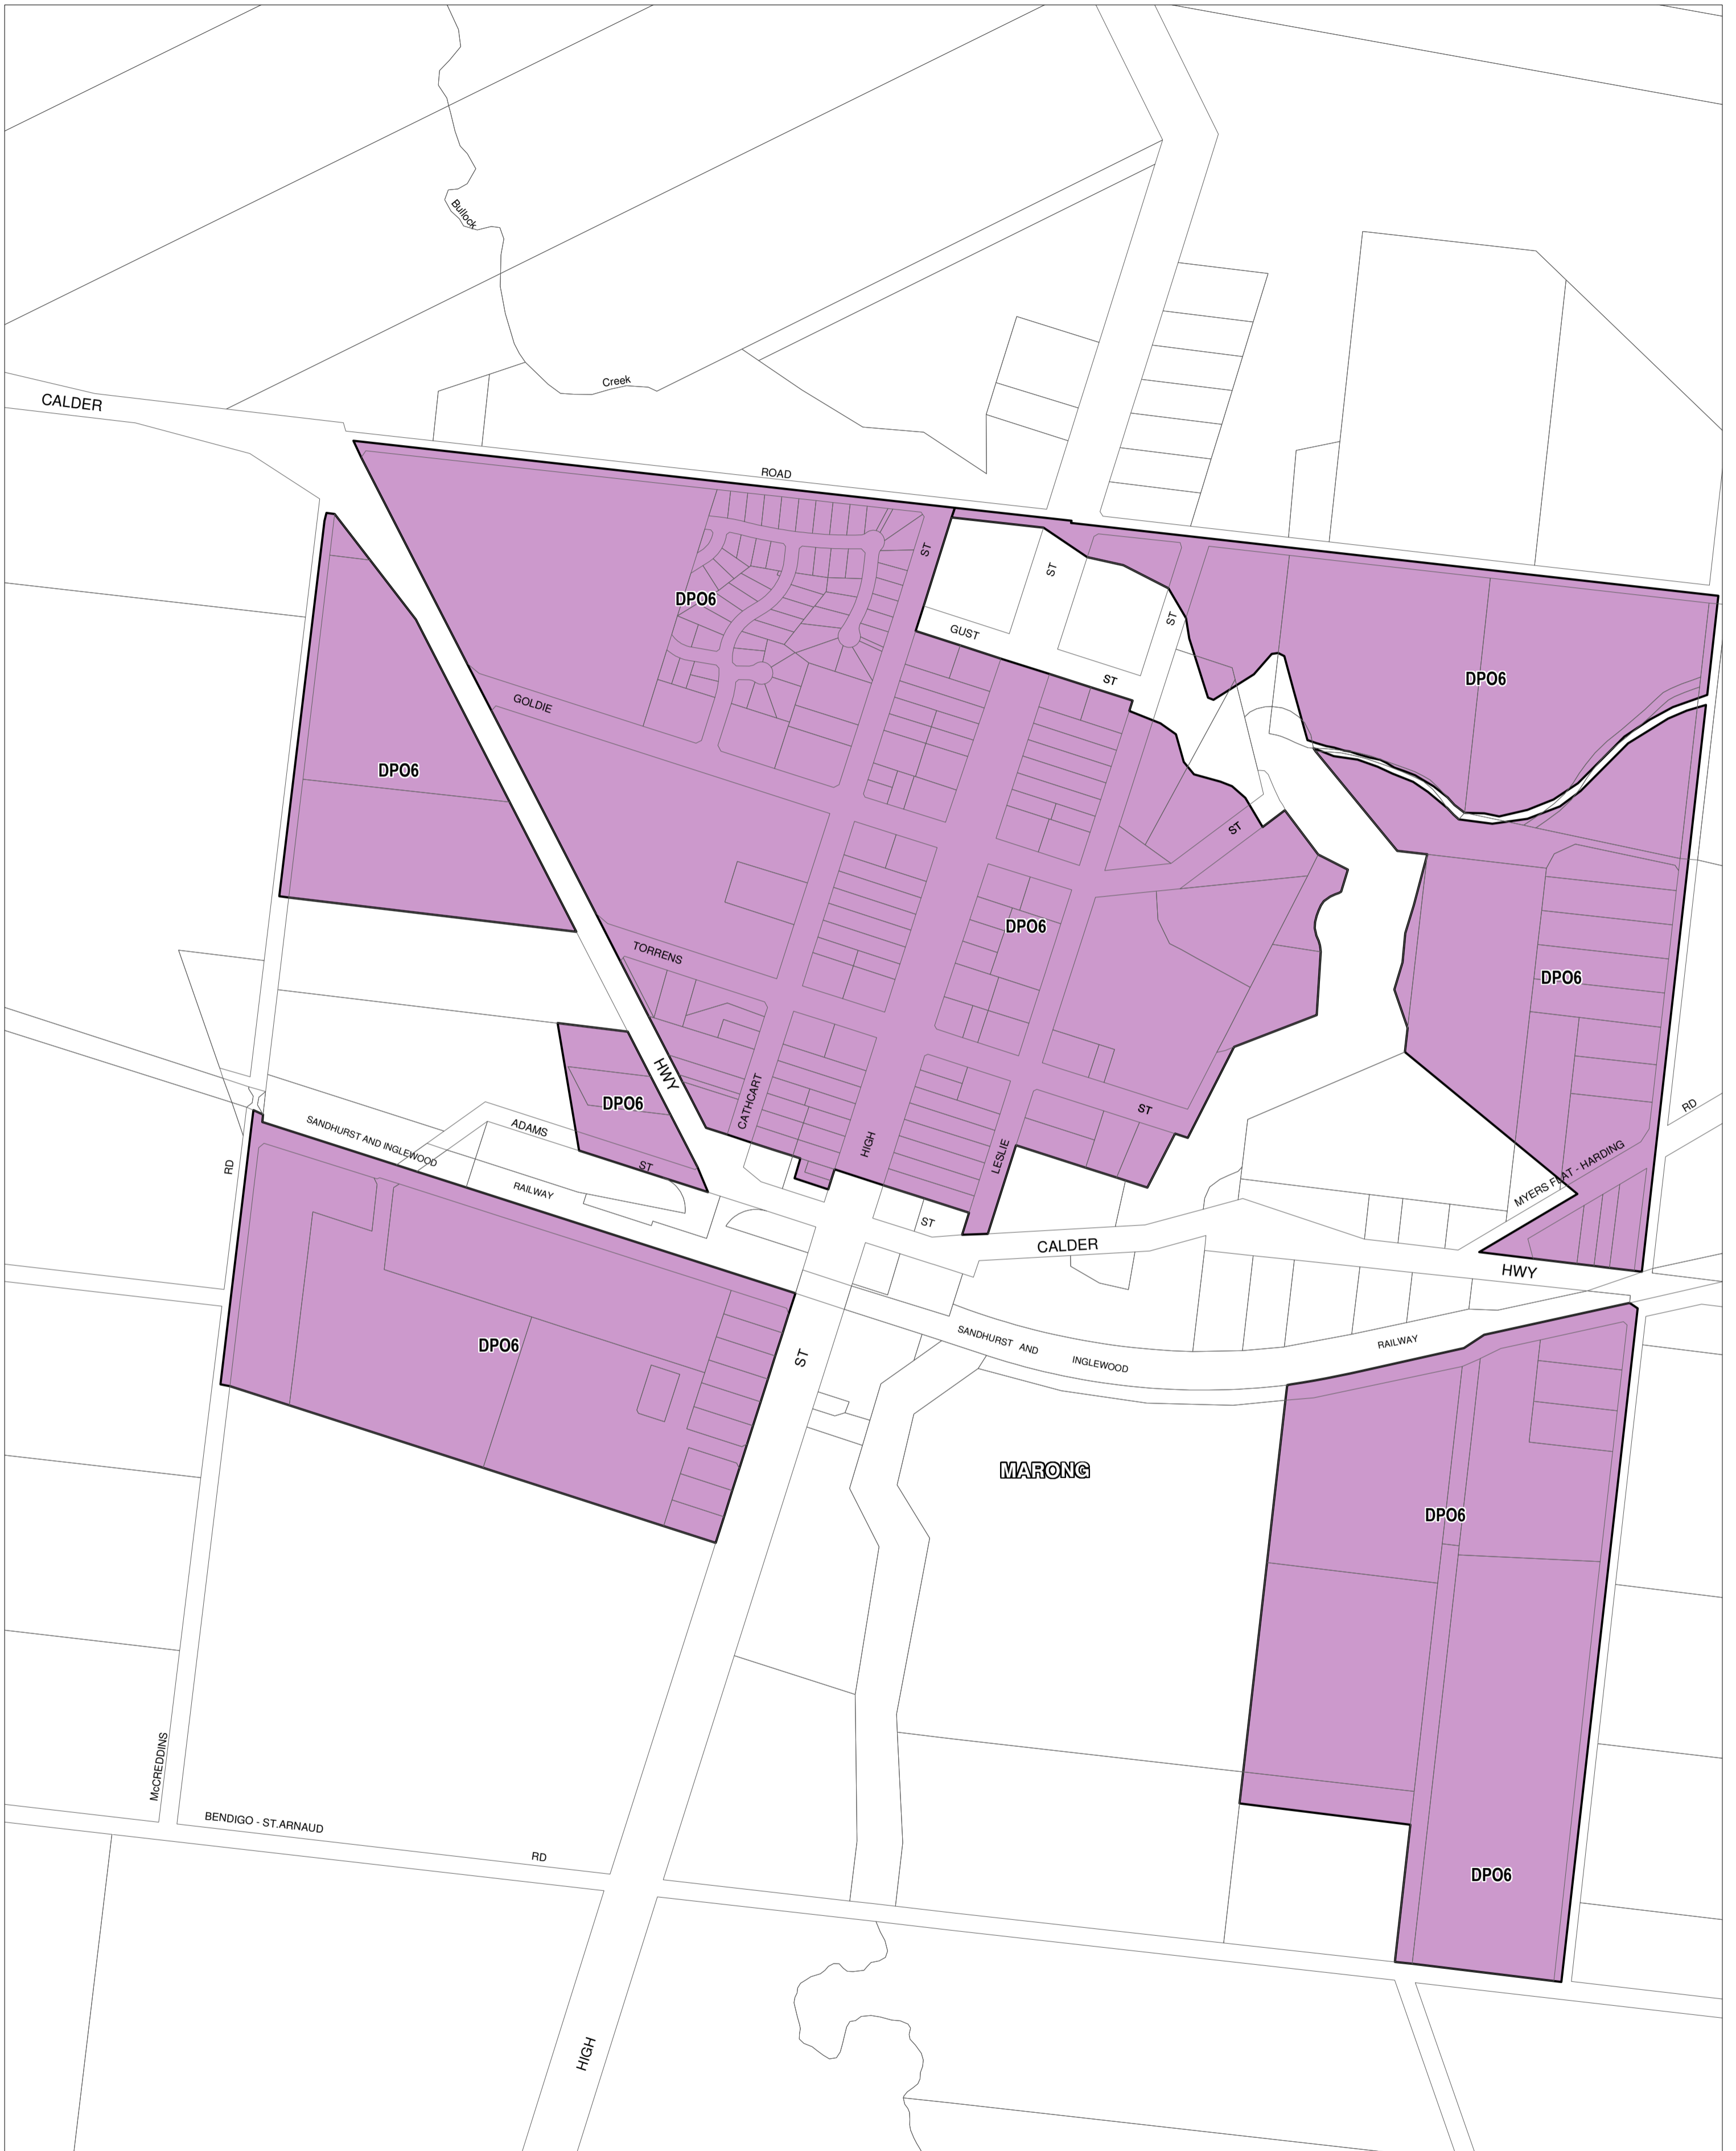 Bullock
Creek
CALDER
ROAD
ST
ST
ST
DPO6
GUST
ST
DPO6
GOLDIE
DPO6
ST
DPO6
TORRENS
DPO6
HWY
CATHCART
DPO6
ST
RD
ADAMS
SANDHURST AND INGLEWOOD
HIGH
LESLIE
ST
RD
RAILWAY
MYERS FLAT - HARDING
ST
CALDER
HWY
DPO6
ST
SANDHURST AND INGLEWOOD
RAILWAY
MARONG
DPO6
McCREDDINS
BENDIGO - ST.ARNAUD
RD
DPO6
HIGH